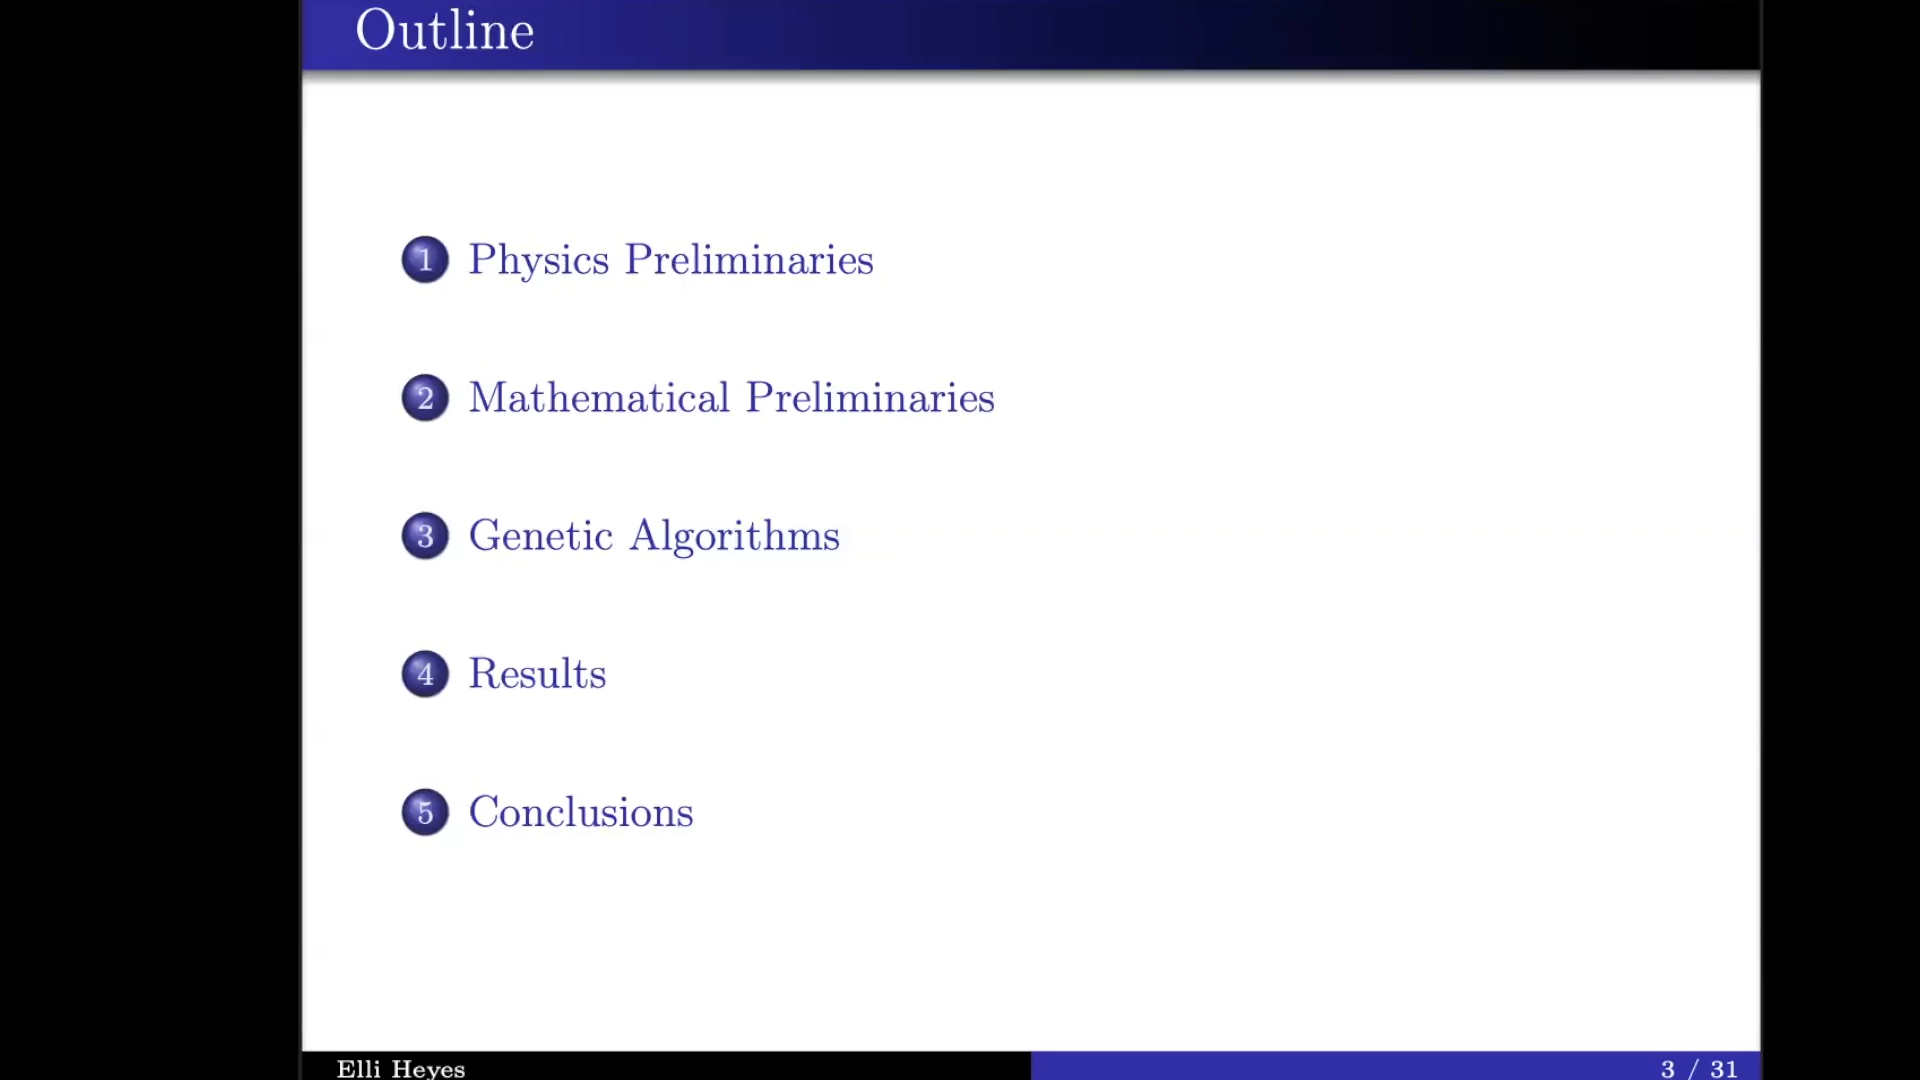 Outline
1 Physics Preliminaries
2 Mathematical Preliminaries
3 Genetic Algorithms
4 Results
5 Conclusions
Elli Heyes
3 / 31